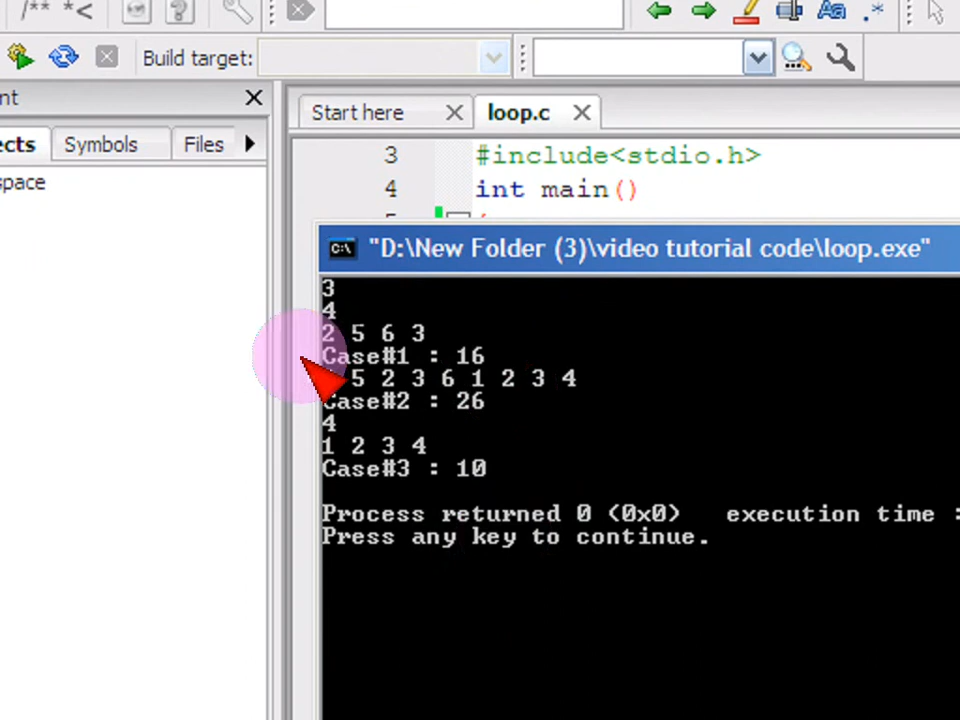 /** *<
Build target:
nt
Start here
loop.c
ects
Symbols
Files
space
3 #include<stdio.h>
4 int main()
"D:\New Folder (3)\video tutorial code\loop.exe"
3
4
2 5 6 3
Case#1 : 16
5 2 3 6 1 2 3 4
Case#2 : 26
4
1 2 3 4
Case#3 : 10
Process returned 0 (0x0)   execution time :
Press any key to continue.